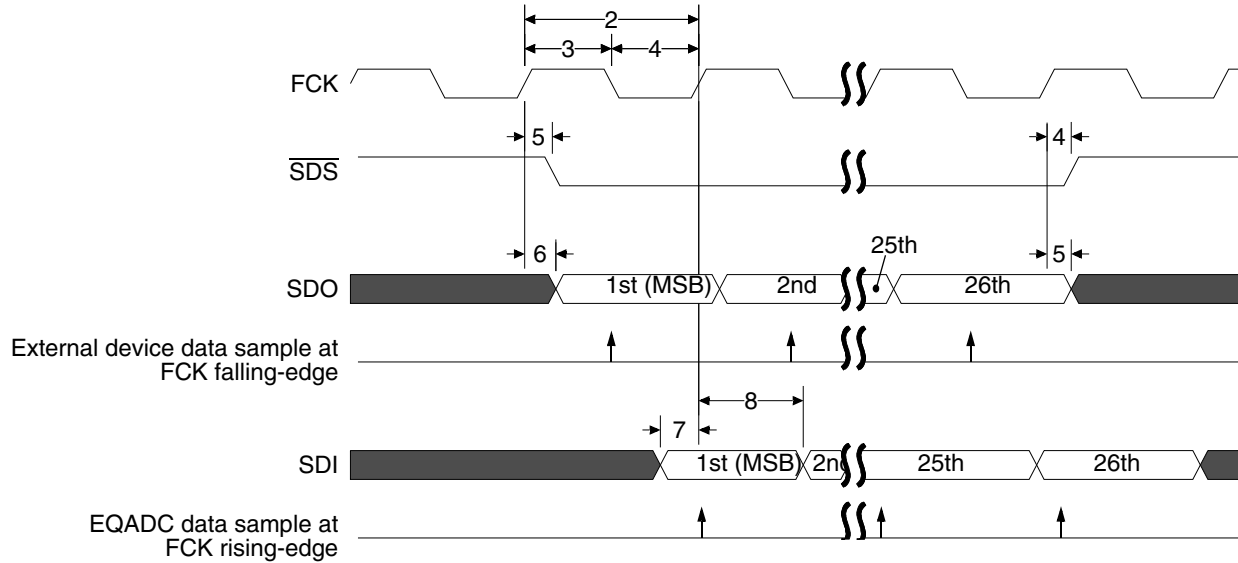 2
3 4
FCK
5 4
SDS
25th
6 5
SDO 1st (MSB) 2nd 26th
External device data sample at
FCK falling-edge
8
7
SDI 1st (MSB) 2nd 25th 26th
EQADC data sample at
FCK rising-edge